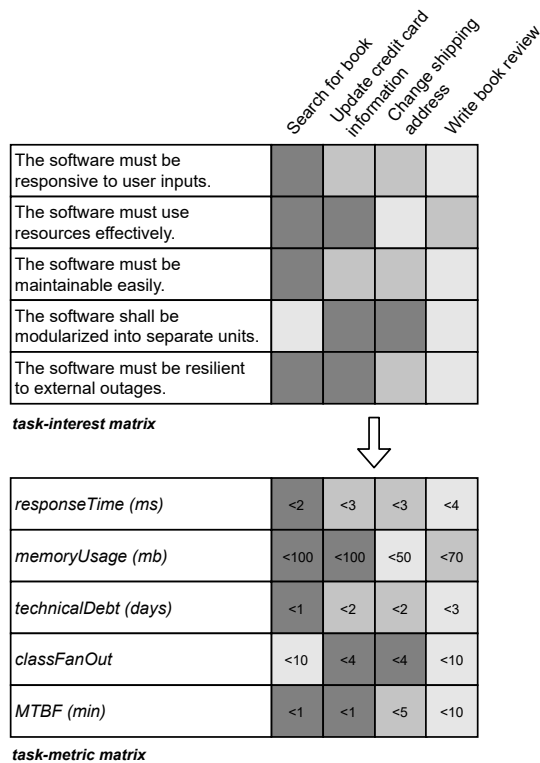 Search for book
Update credit card
information
Change shipping
address
Write book review
The software must be
responsive to user inputs.
The software must use
resources effectively.
The software must be
maintainable easily.
The software shall be
modularized into separate units.
The software must be resilient
to external outages.
task-interest matrix
responseTime (ms) <2 <3 <3 <4
memoryUsage (mb) <100 <100 <50 <70
technicalDebt (days) <1 <2 <2 <3
classFanOut <10 <4 <4 <10
MTBF (min) <1 <1 <5 <10
task-metric matrix